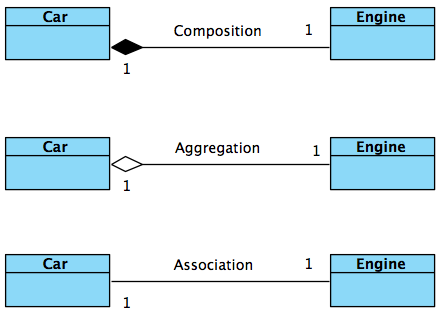 Car
Composition
1
Engine
1
Car
Aggregation
1
Engine
1
Car
Association
1
Engine
1